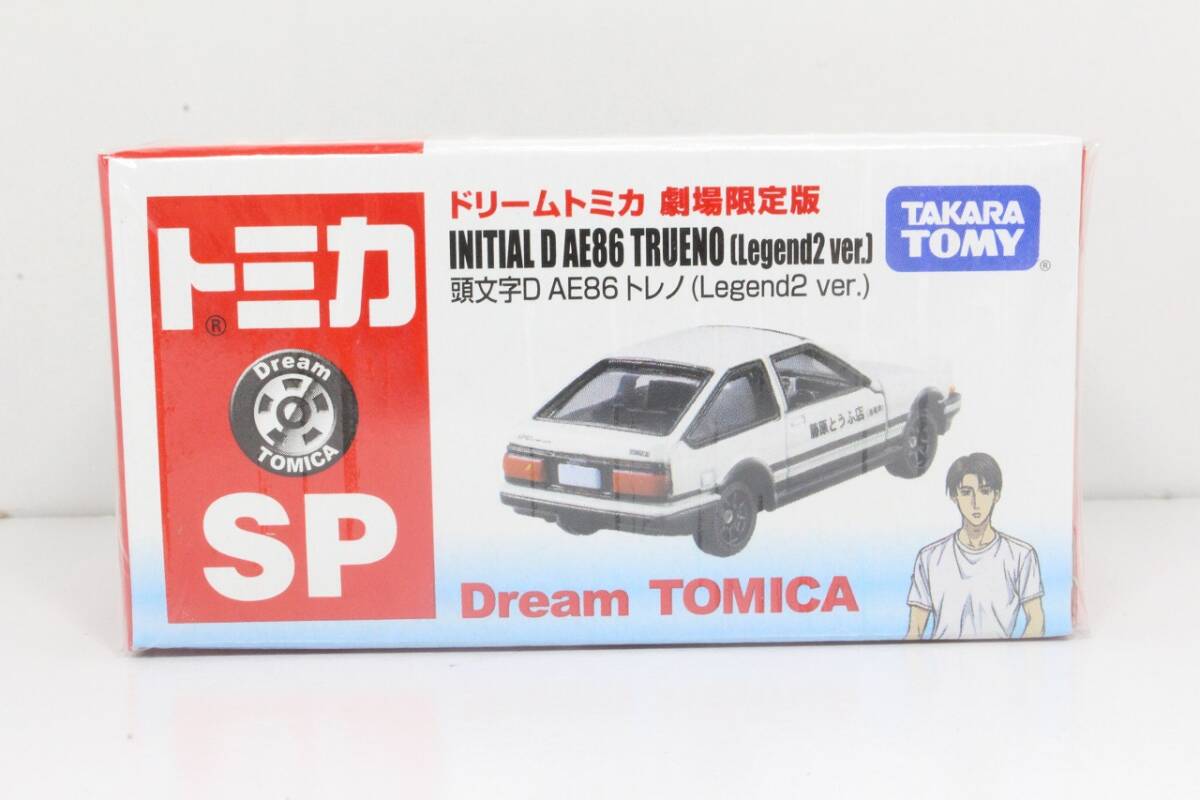 トミカ
®
Dream
TOMICA
SP
ドリームトミカ 劇場限定版
INITIAL D AE86 TRUENO (Legend2 ver.)
頭文字D AE86 トレノ (Legend2 ver.)
TAKARA
TOMY
®
藤原とうふ店
Dream TOMICA